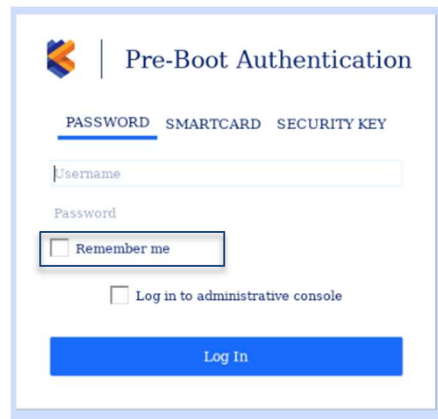 Pre-Boot Authentication
PASSWORD SMARTCARD SECURITY KEY
Username
Password
Remember me
Log in to administrative console
Log In